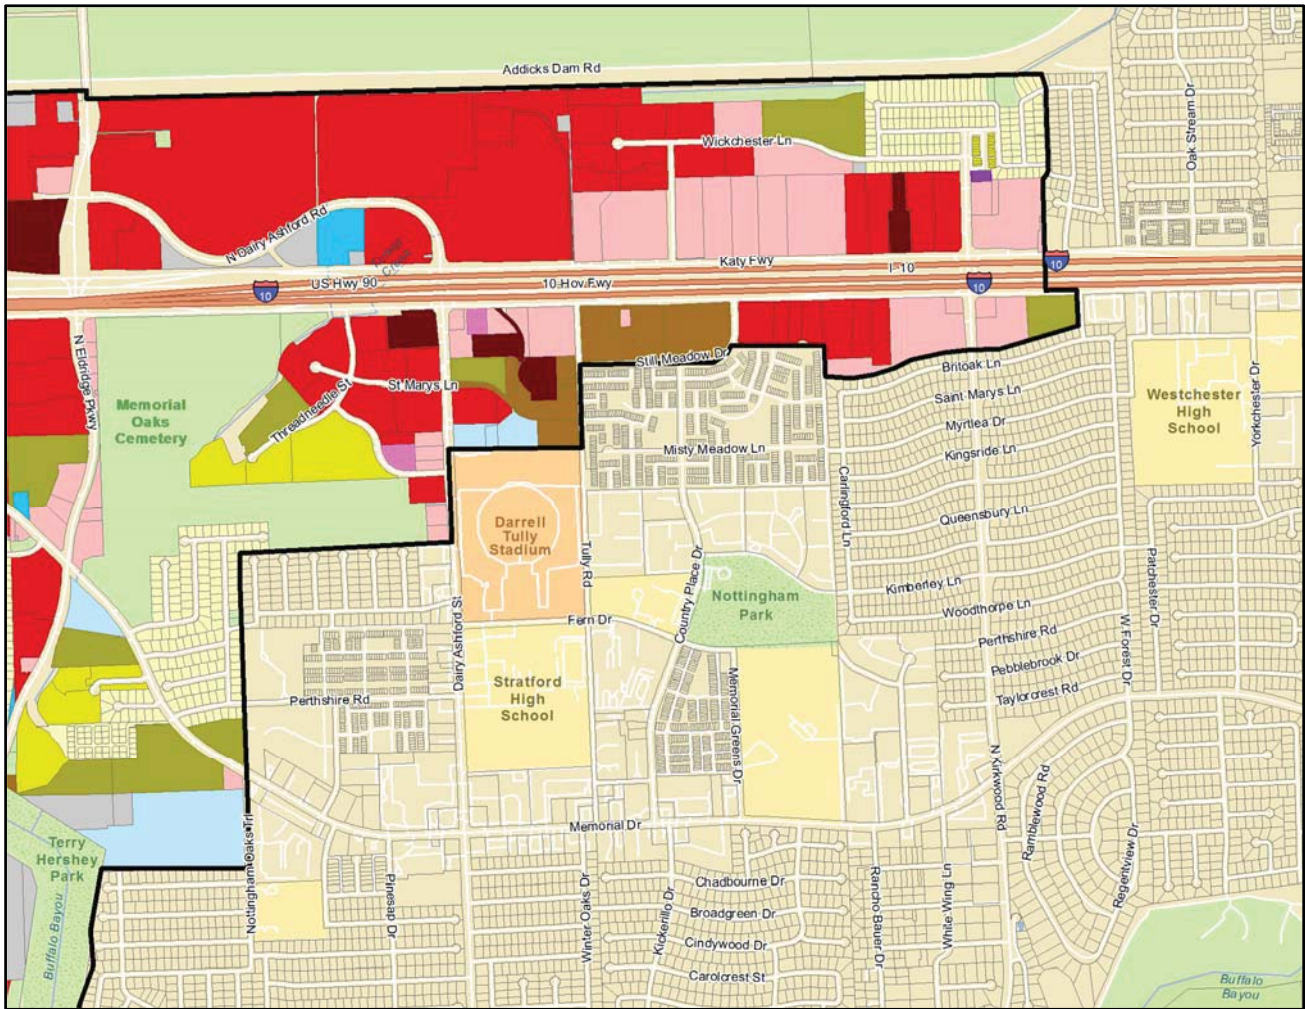 Addicks Dam Rd
Oak Stream Dr
Wickchester Ln
N Dairy Ashford Rd
Katy Fwy
I-10
10
US Hwy 90
10 Hov Fwy
10
10
N Eldridge Pkwy
Still Meadow Dr
Britoak Ln
St Marys Ln
Saint Marys Ln
Threadneedle St
Memorial
Oaks
Cemetery
Westchester
High
School
Yorkchester Dr
Myrtlea Dr
Misty Meadow Ln
Kingsride Ln
Carlingford Ln
Queensbury Ln
Darrell
Tully
Stadium
Tully Rd
Country Place Dr
Kimberley Ln
Nottingham
Park
Woodthorpe Ln
Patchester Dr
Fern Dr
Dairy Ashford St
Perthshire Rd
W Forest Dr
Pebblebrook Dr
Taylorcrest Rd
Stratford
High
School
Perthshire Rd
Memorial Greens Dr
N Kirkwood Rd
Ramblewood Rd
Memorial Dr
Regentview Dr
Terry
Hershey
Park
Nottingham Oaks Trl
Pinesap Dr
Winter Oaks Dr
Kickerillo Dr
Chadbourne Dr
Broadgreen Dr
Cindywood Dr
Carolcrest St
Rancho Bauer Dr
White Wing Ln
Buffalo Bayou
Buffalo
Bayou